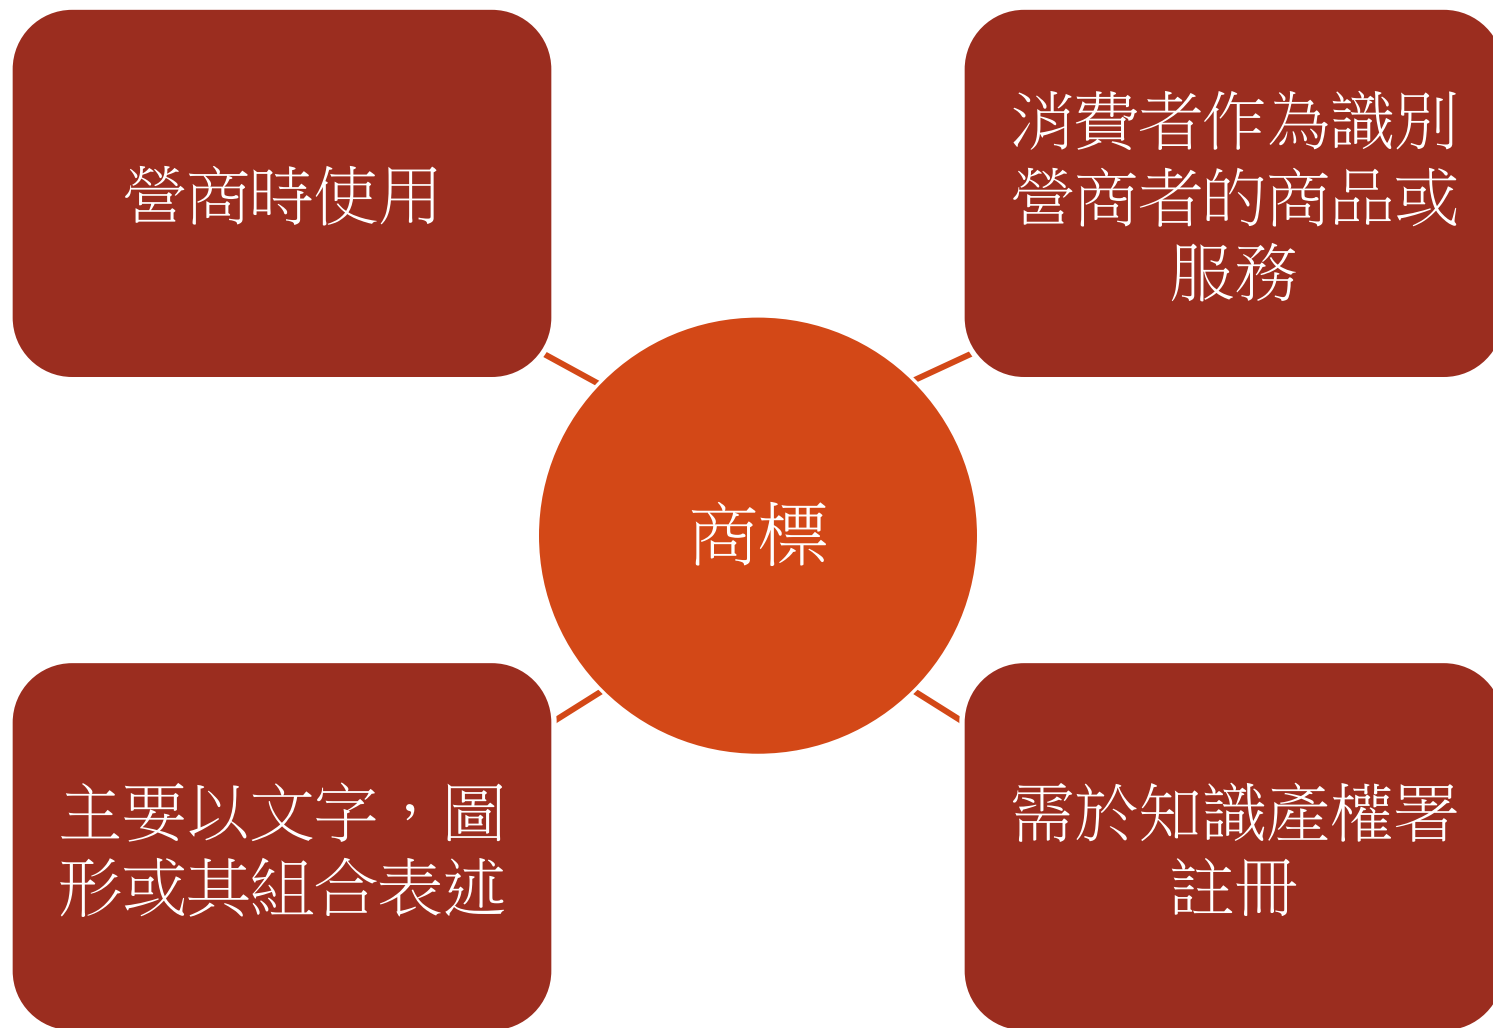 營商時使用
消費者作為識別
營商者的商品或
服務
商標
主要以文字，圖
形或其組合表述
需於知識產權署
註冊